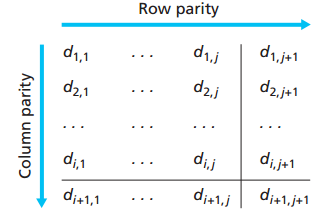 Row parity
Column parity
d1,1 . . . d1,j d1,j+1
d2,1 . . . d2,j d2,j+1
. . . . . . . . . . . .
di,1 . . . di,j di,j+1
di+1,1 . . . di+1,j di+1,j+1